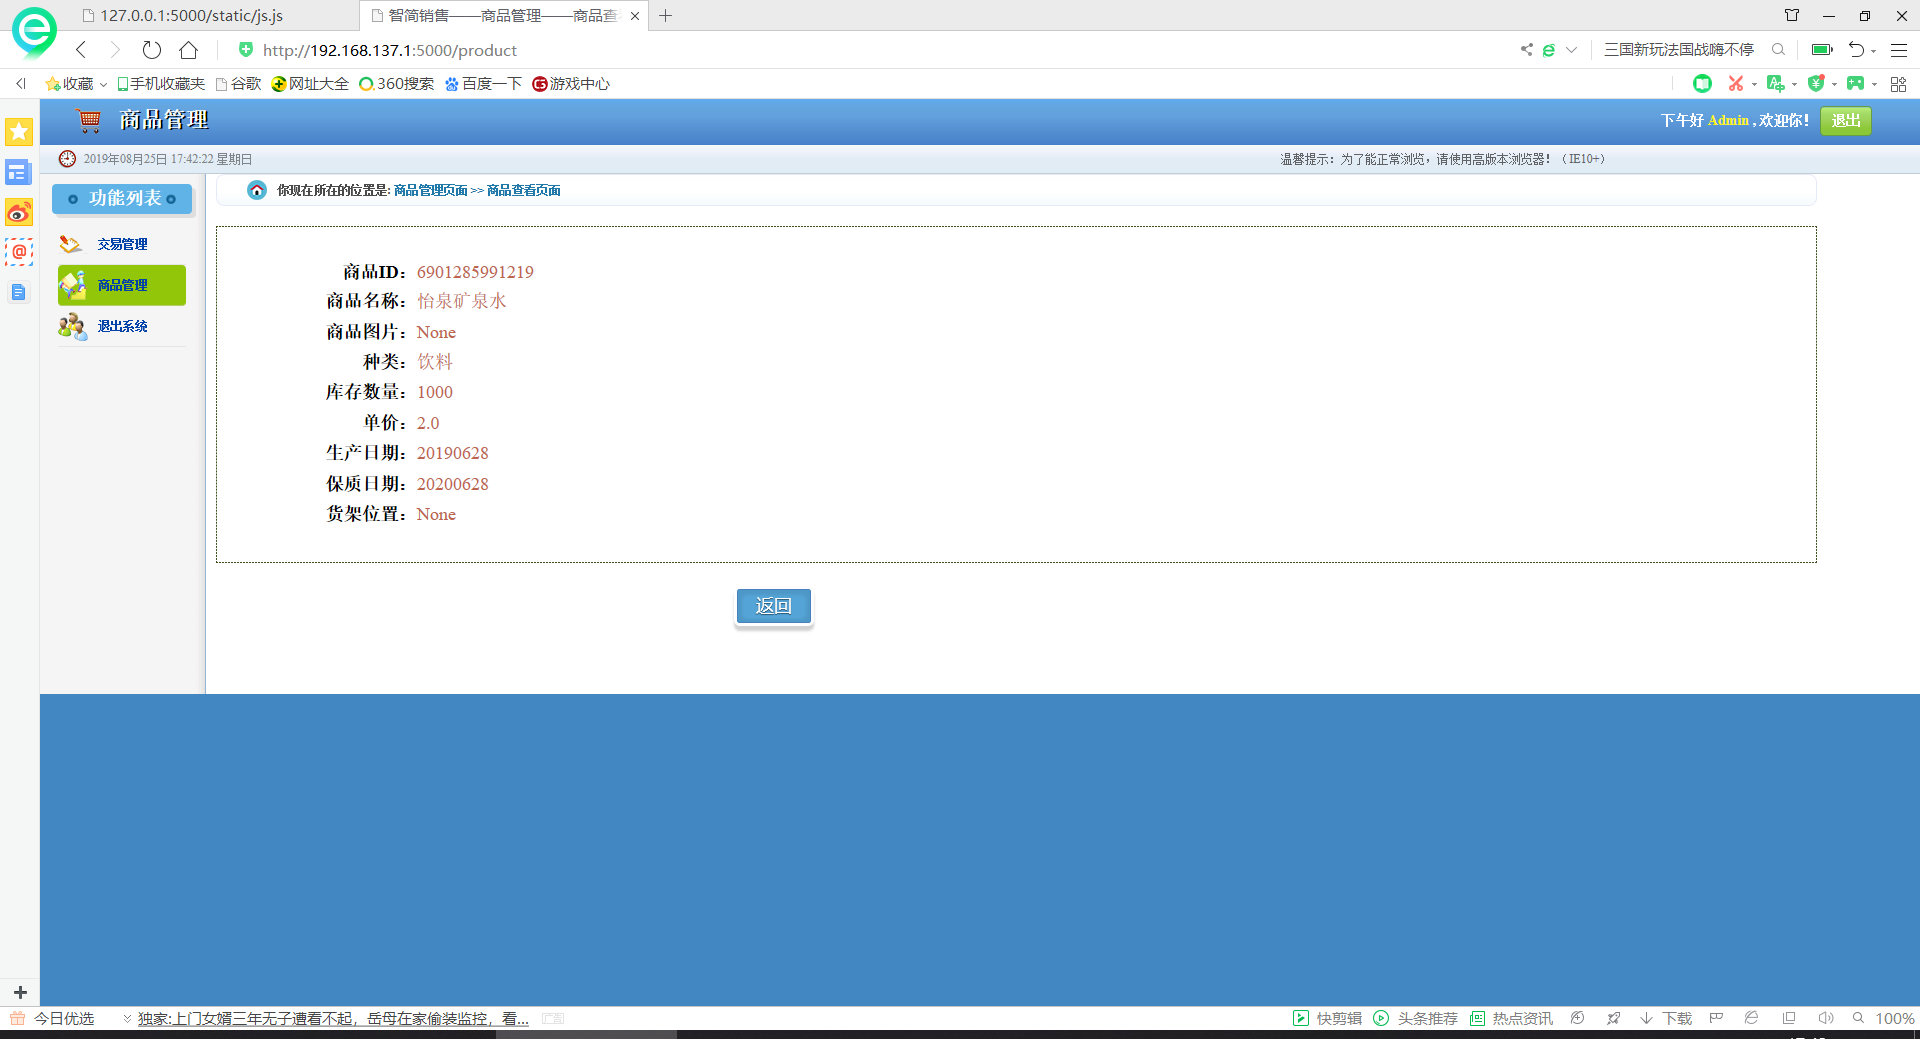 127.0.0.1:5000/static/js.js
智简销售——商品管理——商品查
http://192.168.137.1:5000/product
三国新玩法国战嗨不停
收藏 手机收藏夹 谷歌 网址大全 360搜索 百度一下 游戏中心
商品管理
下午好 Admin , 欢迎你!
退出
2019年08月25日 17:42:22 星期日
温馨提示：为了能正常浏览，请使用高版本浏览器！（IE10+）
功能列表
你现在所在的位置是: 商品管理页面 >> 商品查看页面
交易管理
商品管理
退出系统
商品ID： 6901285991219
商品名称： 怡泉矿泉水
商品图片： None
种类： 饮料
库存数量： 1000
单价： 2.0
生产日期： 20190628
保质日期： 20200628
货架位置： None
返回
今日优选
独家:上门女婿三年无子遭看不起，岳母在家偷装监控，看...
广告
快剪辑 头条推荐 热点资讯 下载 100%